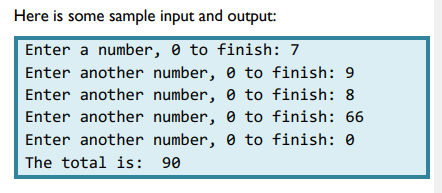 Here is some sample input and output:
Enter a number, 0 to finish: 7
Enter another number, 0 to finish: 9
Enter another number, 0 to finish: 8
Enter another number, 0 to finish: 66
Enter another number, 0 to finish: 0
The total is:  90